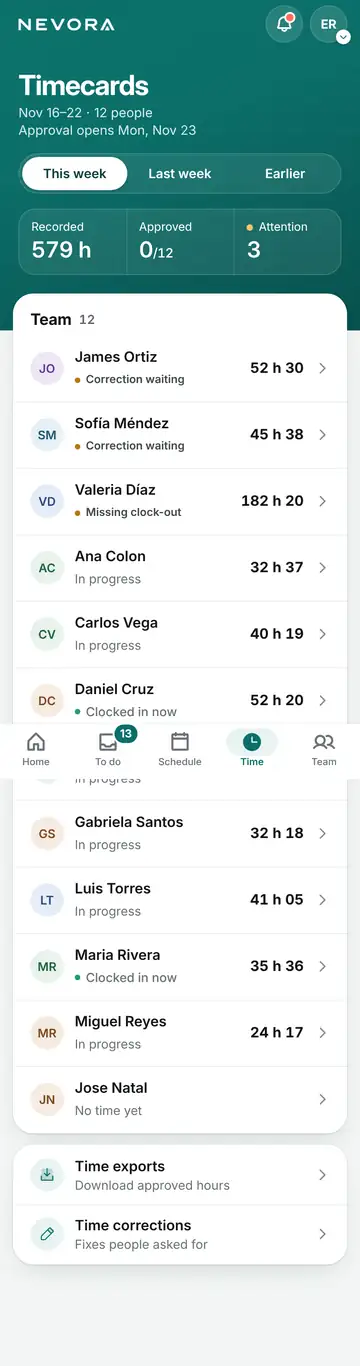 NEVORA
ER
Timecards
Nov 16–22 · 12 people
Approval opens Mon, Nov 23
This week
Last week
Earlier
Recorded
579 h
Approved
0/12
Attention
3
Team 12
JO
James Ortiz
Correction waiting
52 h 30
SM
Sofía Méndez
Correction waiting
45 h 38
VD
Valeria Díaz
Missing clock-out
182 h 20
AC
Ana Colon
In progress
32 h 37
CV
Carlos Vega
In progress
40 h 19
DC
Daniel Cruz
Clocked in now
52 h 20
Home
13
To do
Schedule
Time
Team
In progress
GS
Gabriela Santos
In progress
32 h 18
LT
Luis Torres
In progress
41 h 05
MR
Maria Rivera
Clocked in now
35 h 36
MR
Miguel Reyes
In progress
24 h 17
JN
Jose Natal
No time yet
Time exports
Download approved hours
Time corrections
Fixes people asked for